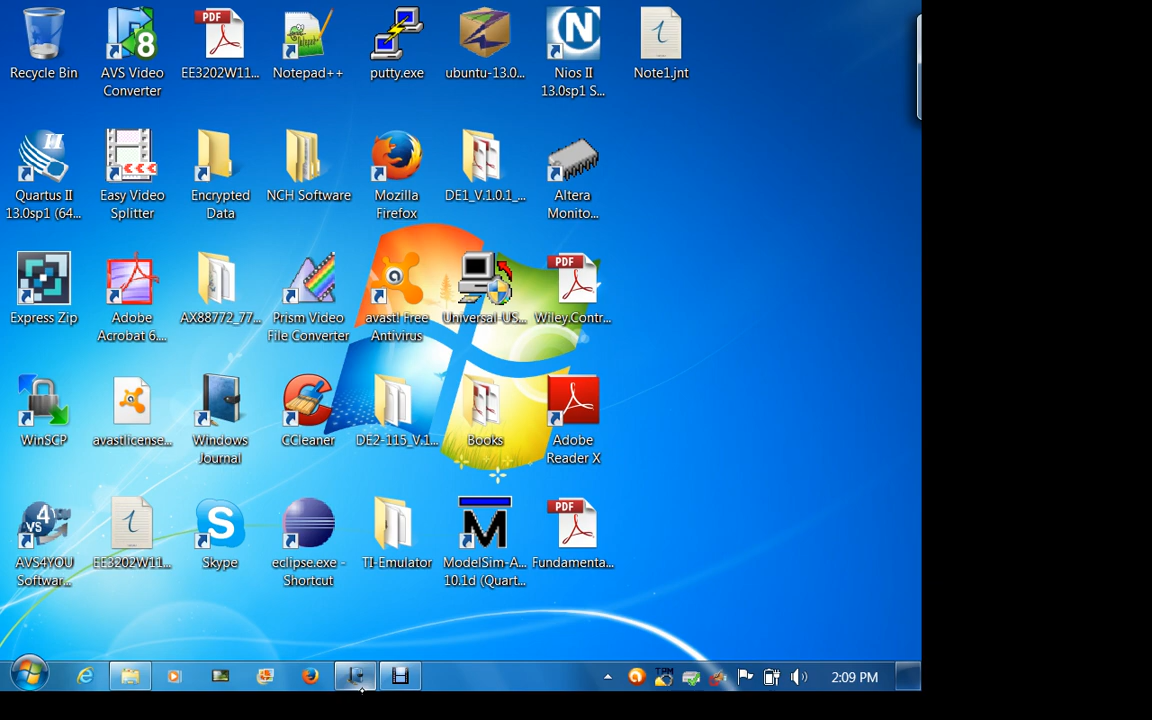 Recycle Bin
AVS Video
Converter
EE3202W11...
Notepad++
putty.exe
ubuntu-13.0...
Nios II
13.0sp1 S...
Note1.jnt
Quartus II
13.0sp1 (64...
Easy Video
Splitter
Encrypted
Data
NCH Software
Mozilla
Firefox
DE1_V.1.0.1_...
Altera
Monito...
Express Zip
Adobe
Acrobat 6....
AX88772_77...
Prism Video
File Converter
avast! Free
Antivirus
Universal-US...
Wiley.Contr...
WinSCP
avastlicense...
Windows
Journal
CCleaner
DE2-115_V.1...
Books
Adobe
Reader X
AVS4YOU
Softwar...
EE3202W11...
Skype
eclipse.exe -
Shortcut
TI-Emulator
ModelSim-A...
10.1d (Quart...
Fundamenta...
2:09 PM